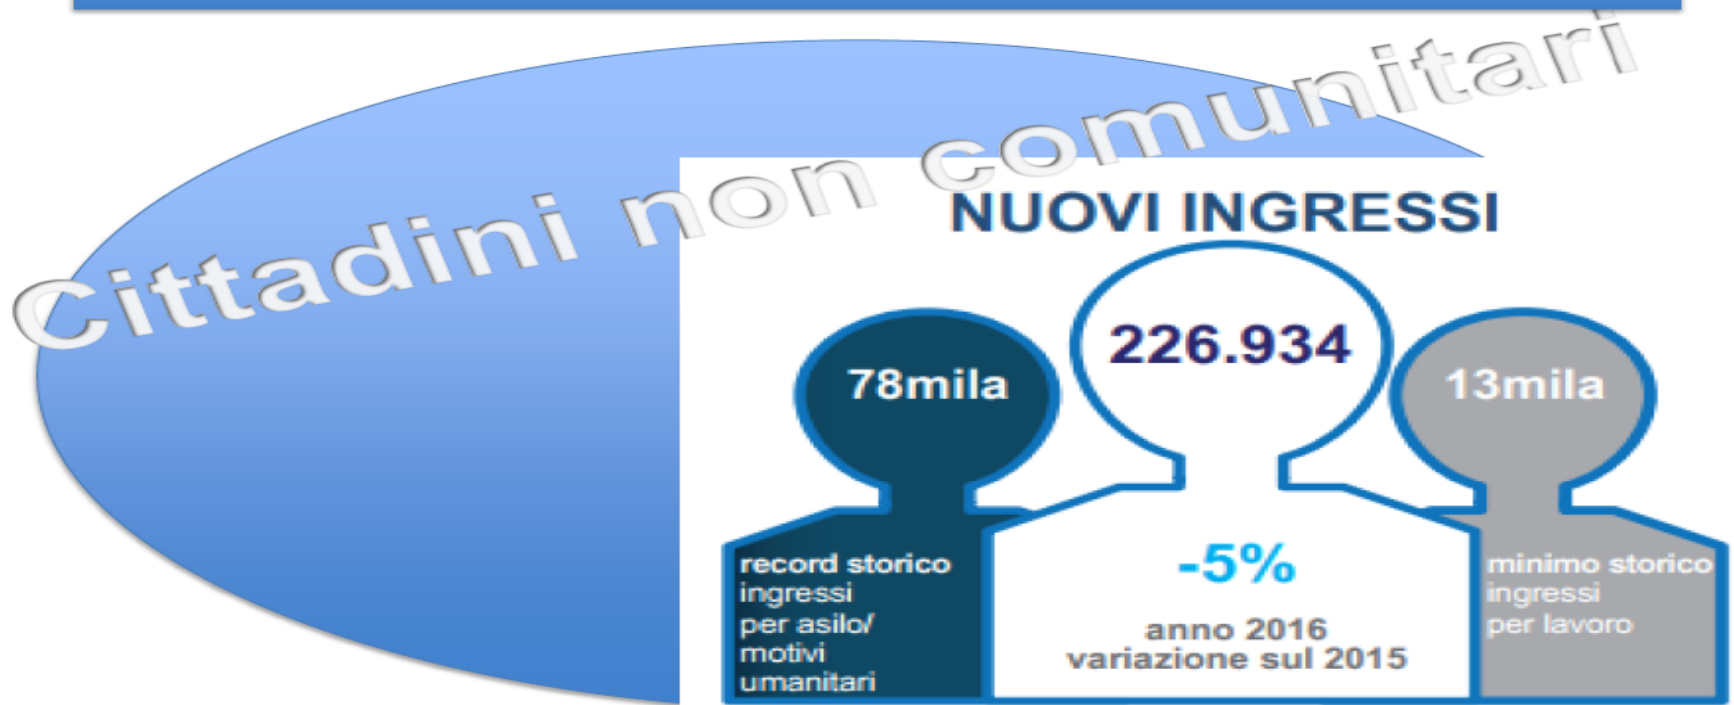 Cittadini non comunitari
NUOVI INGRESSI
226.934
78mila
13mila
record storico
ingressi
per asilo/
motivi
umanitari
-5%
anno 2016
variazione sul 2015
minimo storico
ingressi
per lavoro